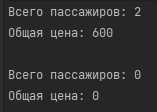 Всего пассажиров: 2
Общая цена: 600
Всего пассажиров: 0
Общая цена: 0